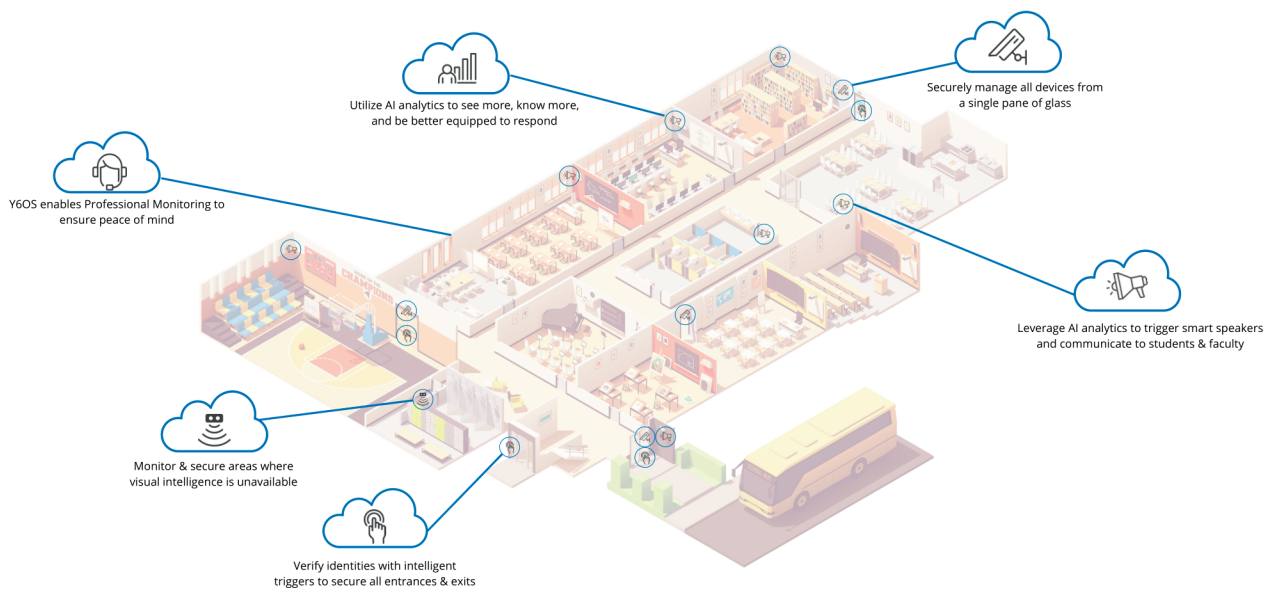 Utilize AI analytics to see more, know more,
and be better equipped to respond
Securely manage all devices from
a single pane of glass
Y6OS enables Professional Monitoring to
ensure peace of mind
CHAMPIONS
Leverage AI analytics to trigger smart speakers
and communicate to students & faculty
Monitor & secure areas where
visual intelligence is unavailable
Verify identities with intelligent
triggers to secure all entrances & exits